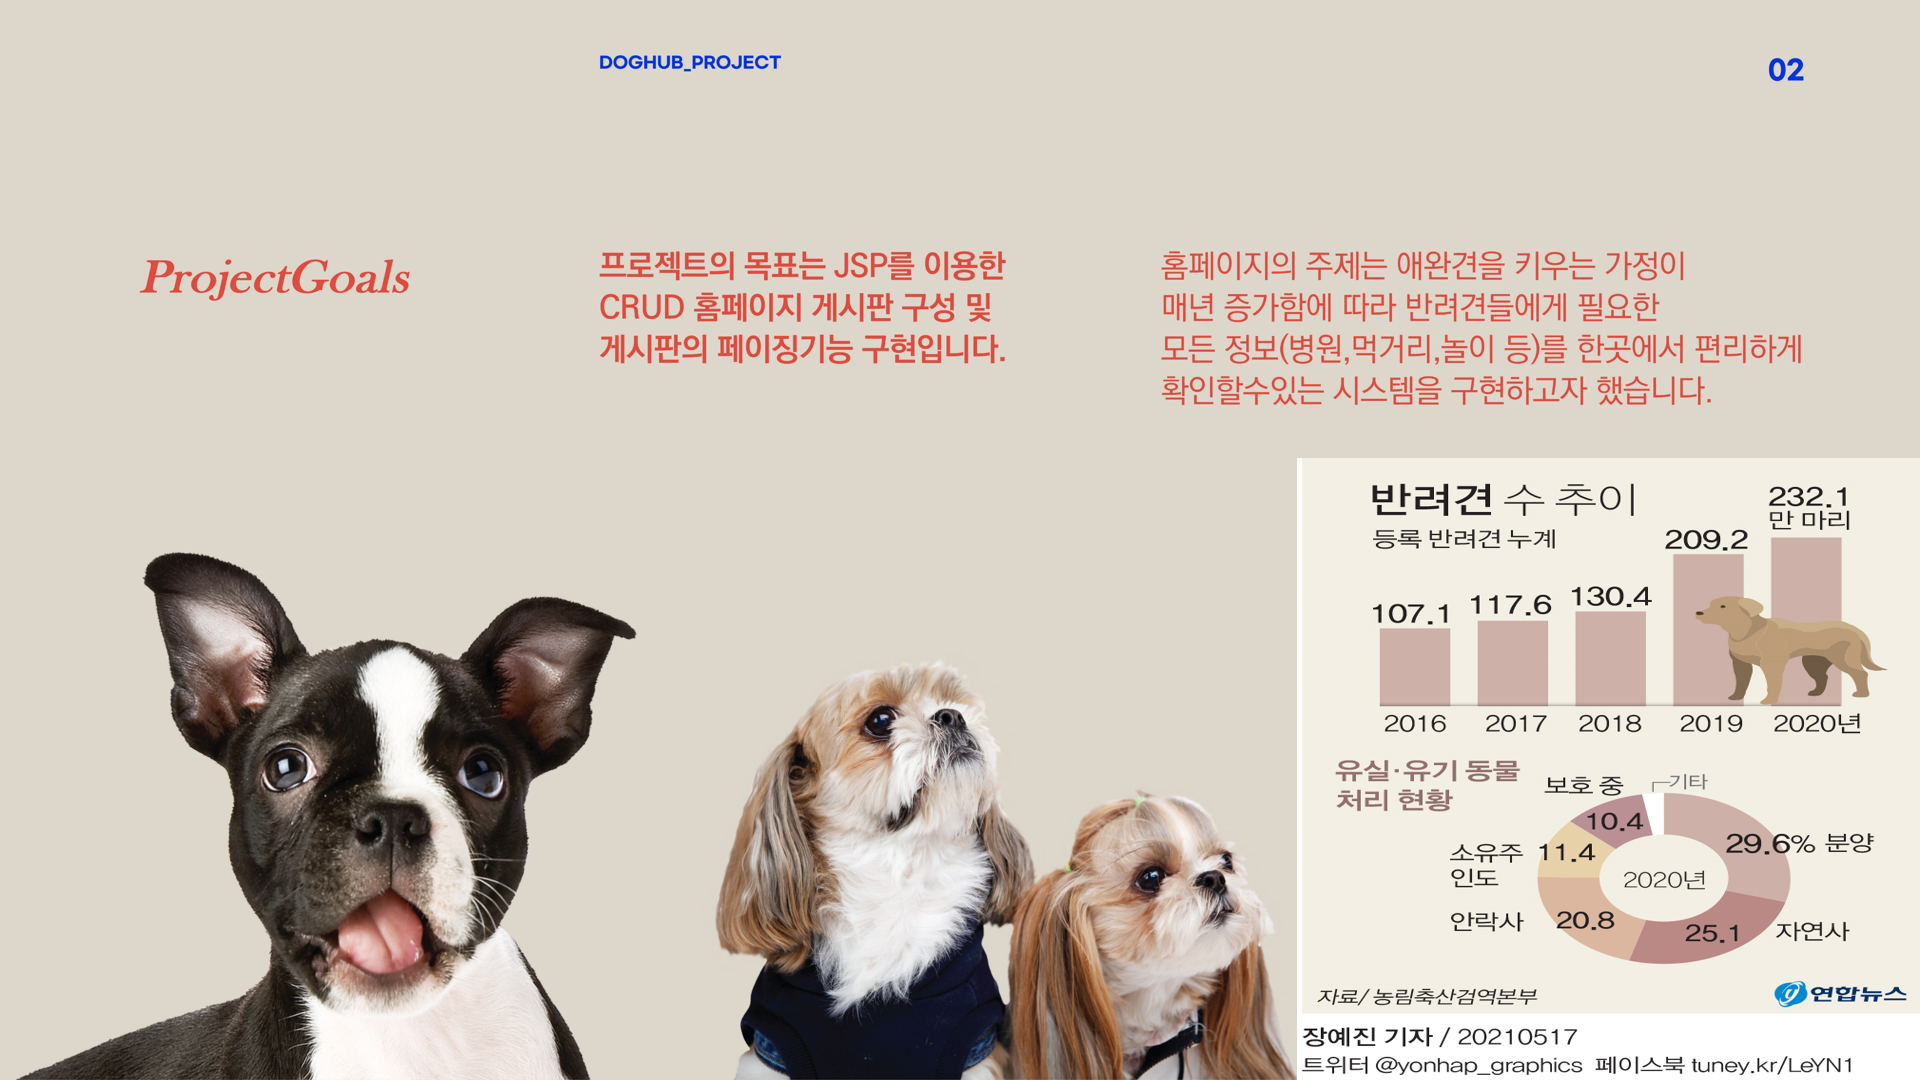 DOGHUB_PROJECT
02
ProjectGoals
프로젝트의 목표는 JSP를 이용한
CRUD 홈페이지 게시판 구성 및
게시판의 페이징기능 구현입니다.
홈페이지의 주제는 애완견을 키우는 가정이
매년 증가함에 따라 반려견들에게 필요한
모든 정보(병원,먹거리,놀이 등)를 한곳에서 편리하게
확인할수있는 시스템을 구현하고자 했습니다.
반려견 수 추이
등록 반려견 누계
107.1
117.6
130.4
209.2
232.1
만 마리
2016
2017
2018
2019
2020년
유실·유기 동물
처리 현황
보호 중
10.4
기타
29.6% 분양
소유주
인도
11.4
2020년
안락사
20.8
25.1
자연사
자료/ 농림축산검역본부
연합뉴스
장예진 기자 / 20210517
트위터 @yonhap_graphics 페이스북 tuney.kr/LeYN1